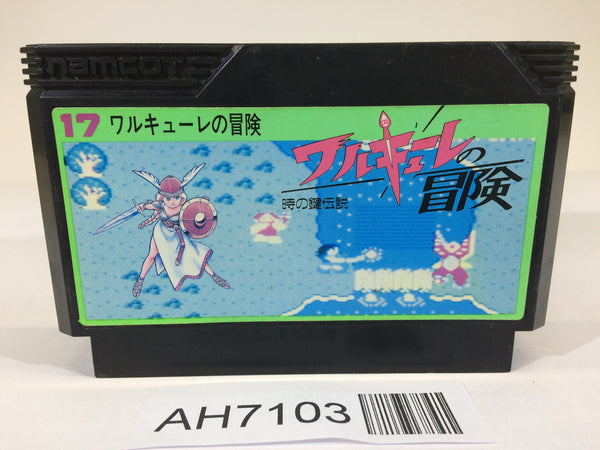 namcot
17 ワルキューレの冒険
ワルキューレの冒険
時の鍵伝説
AH7103